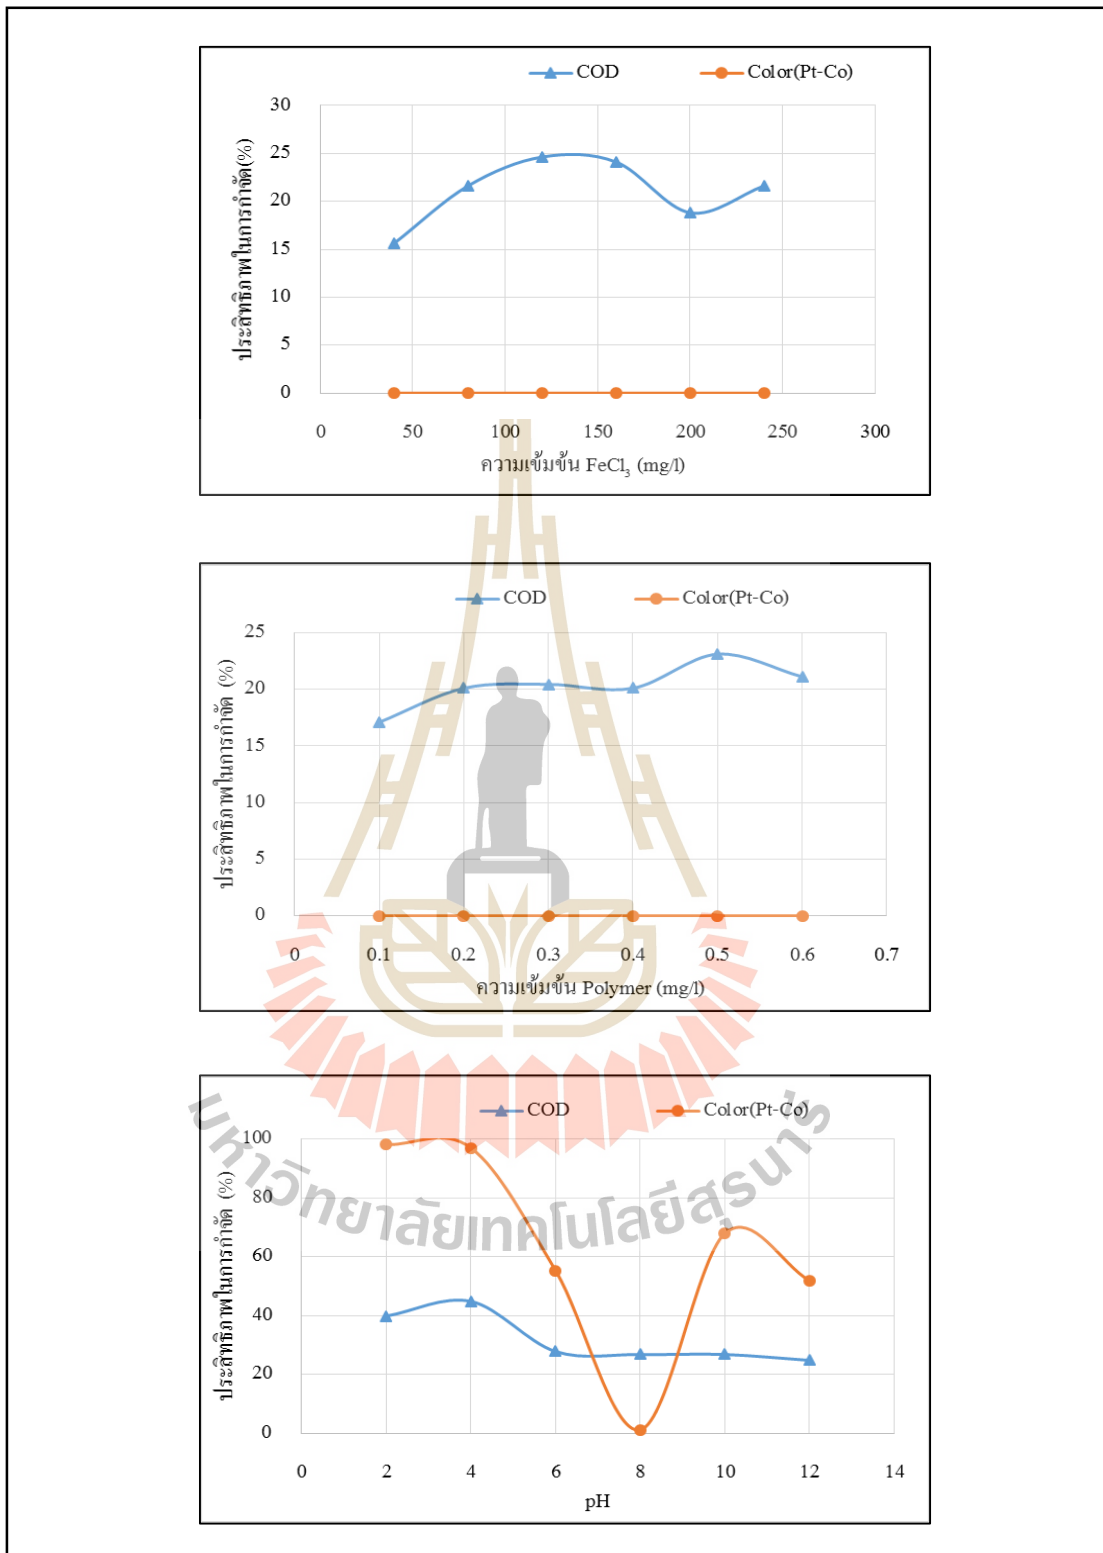 COD Color(Pt-Co)
ประสิทธิภาพในการกำจัด(%)
30
25
20
15
10
5
0
0 50 100 150 200 250 300
ความเข้มข้น FeCl₃ (mg/l)
COD Color(Pt-Co)
ประสิทธิภาพในการกำจัด (%)
25
20
15
10
5
0
0 0.1 0.2 0.3 0.4 0.5 0.6 0.7
ความเข้มข้น Polymer (mg/l)
COD Color(Pt-Co)
ประสิทธิภาพในการกำจัด (%)
100
80
60
40
20
0
0 2 4 6 8 10 12 14
pH
มหาวิทยาลัยเทคโนโลยีสุรนารี